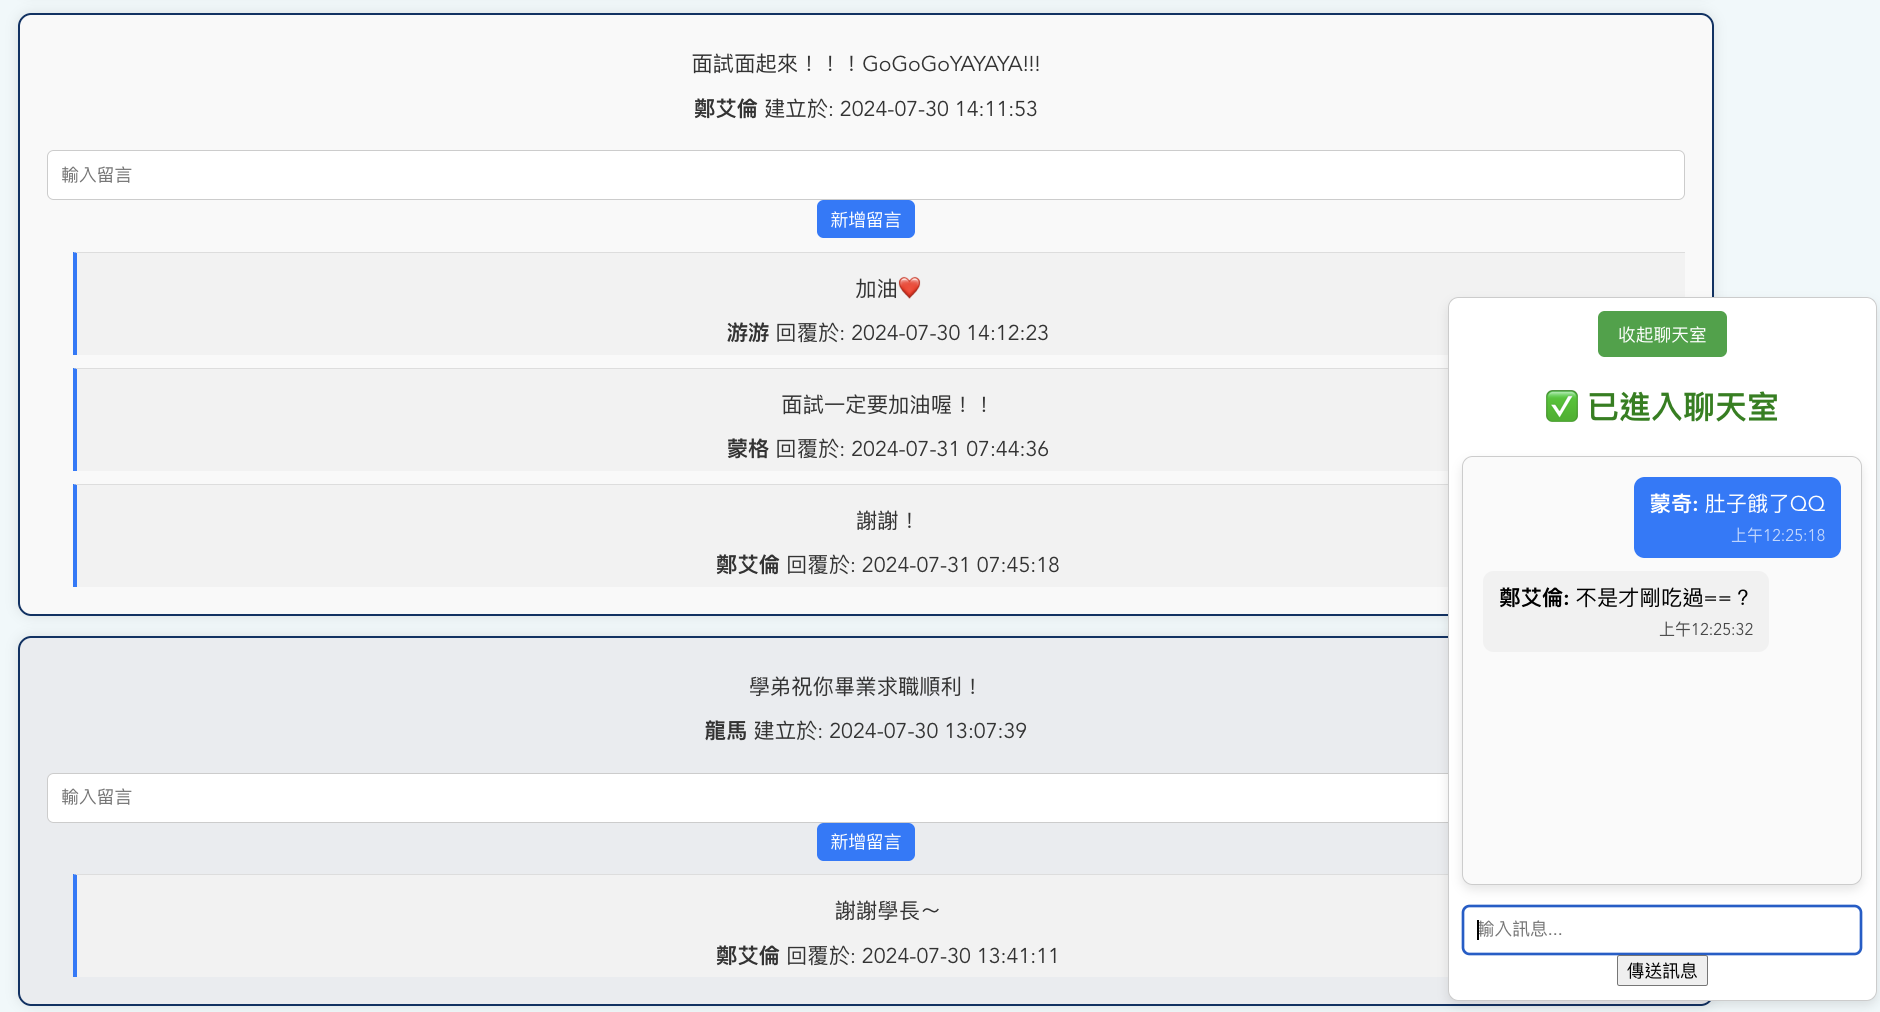 面試面起來！！！GoGoGoYAYAYA!!!
鄭艾倫 建立於: 2024-07-30 14:11:53
輸入留言
新增留言
加油❤️
游游 回覆於: 2024-07-30 14:12:23
面試一定要加油喔！！
蒙格 回覆於: 2024-07-31 07:44:36
謝謝！
鄭艾倫 回覆於: 2024-07-31 07:45:18
學弟祝你畢業求職順利！
龍馬 建立於: 2024-07-30 13:07:39
輸入留言
新增留言
謝謝學長～
鄭艾倫 回覆於: 2024-07-30 13:41:11
收起聊天室
✅ 已進入聊天室
蒙奇: 肚子餓了QQ
上午12:25:18
鄭艾倫: 不是才剛吃過==？
上午12:25:32
輸入訊息...
傳送訊息